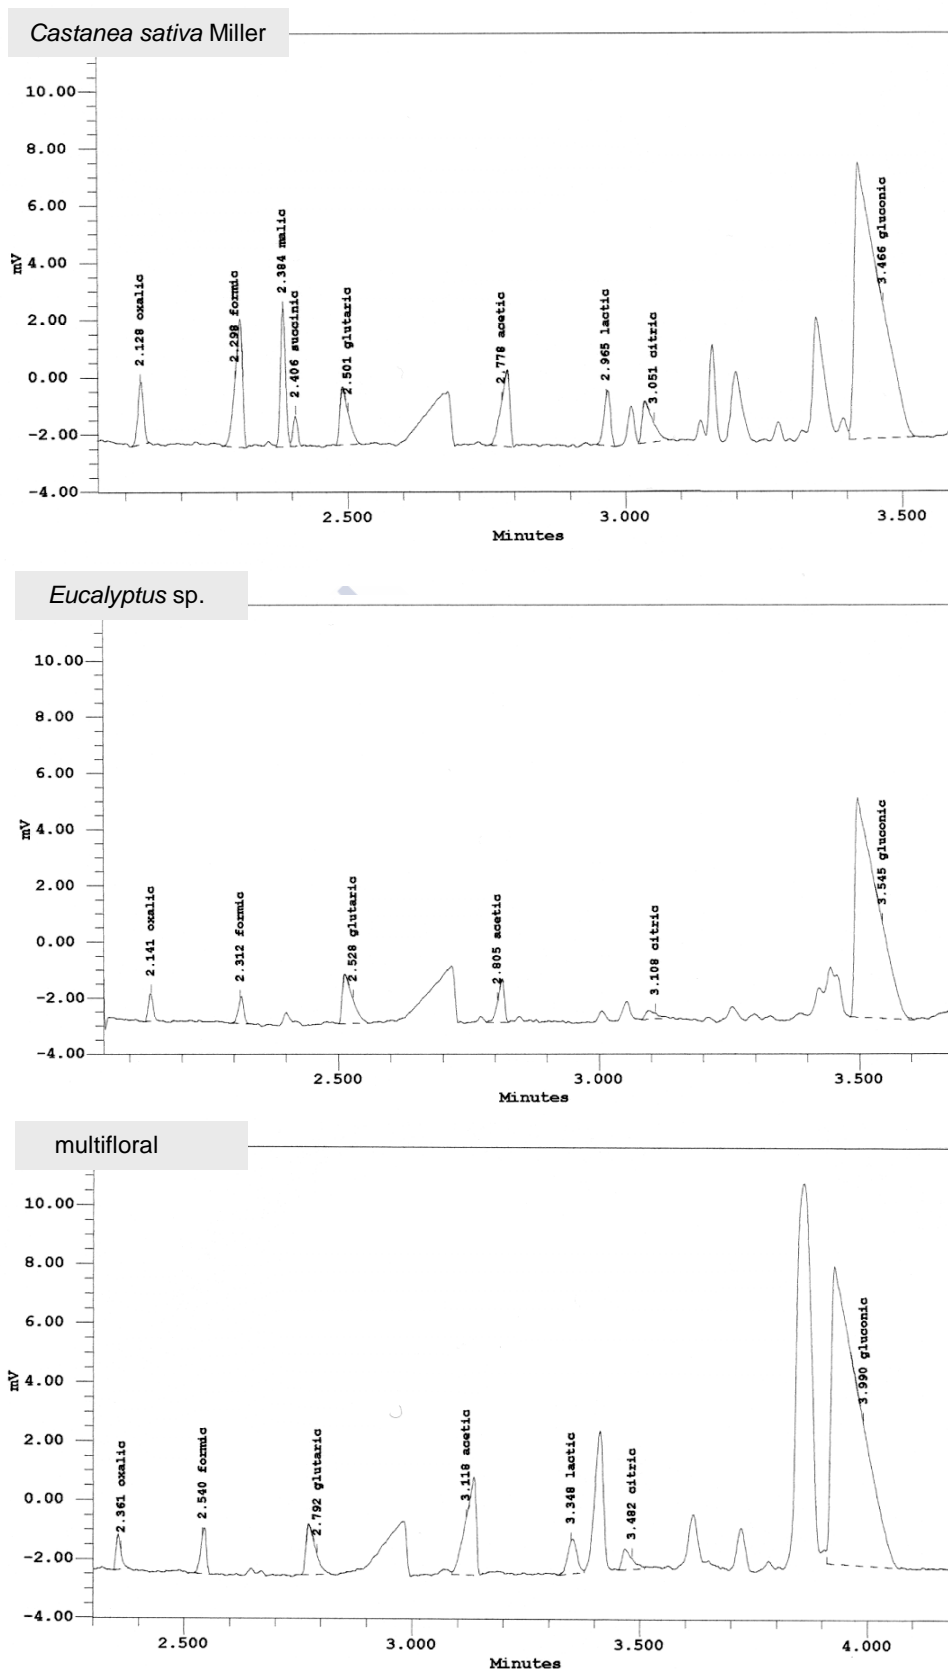 Castanea sativa Miller
10.00
8.00
6.00
4.00
2.00
0.00
-2.00
-4.00
mV
2.128 oxalic
2.298 formic
2.384 malic
2.406 succinic
2.501 glutaric
2.778 acetic
2.965 lactic
3.051 citric
3.466 gluconic
2.500
3.000
3.500
Minutes
Eucalyptus sp.
10.00
8.00
6.00
4.00
2.00
0.00
-2.00
-4.00
mV
2.141 oxalic
2.312 formic
2.528 glutaric
2.805 acetic
3.108 citric
3.545 gluconic
2.500
3.000
3.500
Minutes
multifloral
10.00
8.00
6.00
4.00
2.00
0.00
-2.00
-4.00
mV
2.361 oxalic
2.540 formic
2.792 glutaric
3.118 acetic
3.348 lactic
3.482 citric
3.990 gluconic
2.500
3.000
3.500
4.000
Minutes